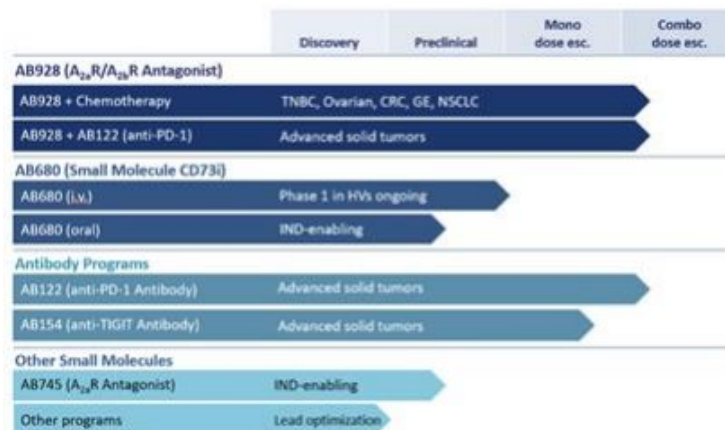 Discovery Preclinical Mono dose esc. Combo dose esc.
AB928 (A₂ₐR/A₂ᵦR Antagonist)
AB928 + Chemotherapy TNBC, Ovarian, CRC, GE, NSCLC
AB928 + AB122 (anti-PD-1) Advanced solid tumors
AB680 (Small Molecule CD73i)
AB680 (i.v.) Phase 1 in HVs ongoing
AB680 (oral) IND-enabling
Antibody Programs
AB122 (anti-PD-1 Antibody) Advanced solid tumors
AB154 (anti-TIGIT Antibody) Advanced solid tumors
Other Small Molecules
AB745 (A₂ₐR Antagonist) IND-enabling
Other programs Lead optimization